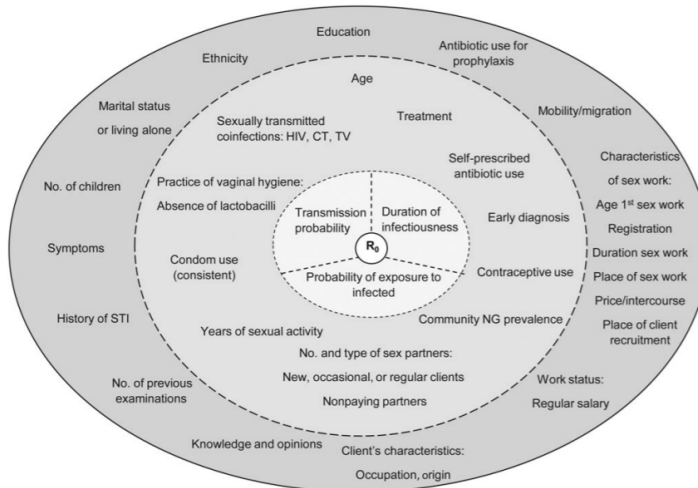 Education
Ethnicity
Antibiotic use for
prophylaxis
Age
Marital status
or living alone
Sexually transmitted
coinfections: HIV, CT, TV
Treatment
Mobility/migration
Self-prescribed
antibiotic use
Characteristics
of sex work:
Age 1st sex work
Registration
Duration sex work
Place of sex work
Price/intercourse
Place of client
recruitment
No. of children
Practice of vaginal hygiene:
Absence of lactobacilli
Transmission
probability
Duration of
infectiousness
R0
Probability of exposure to
infected
Early diagnosis
Symptoms
Condom use
(consistent)
Contraceptive use
History of STI
Years of sexual activity
Community NG prevalence
No. and type of sex partners:
New, occasional, or regular clients
Nonpaying partners
No. of previous
examinations
Work status:
Regular salary
Knowledge and opinions
Client's characteristics:
Occupation, origin